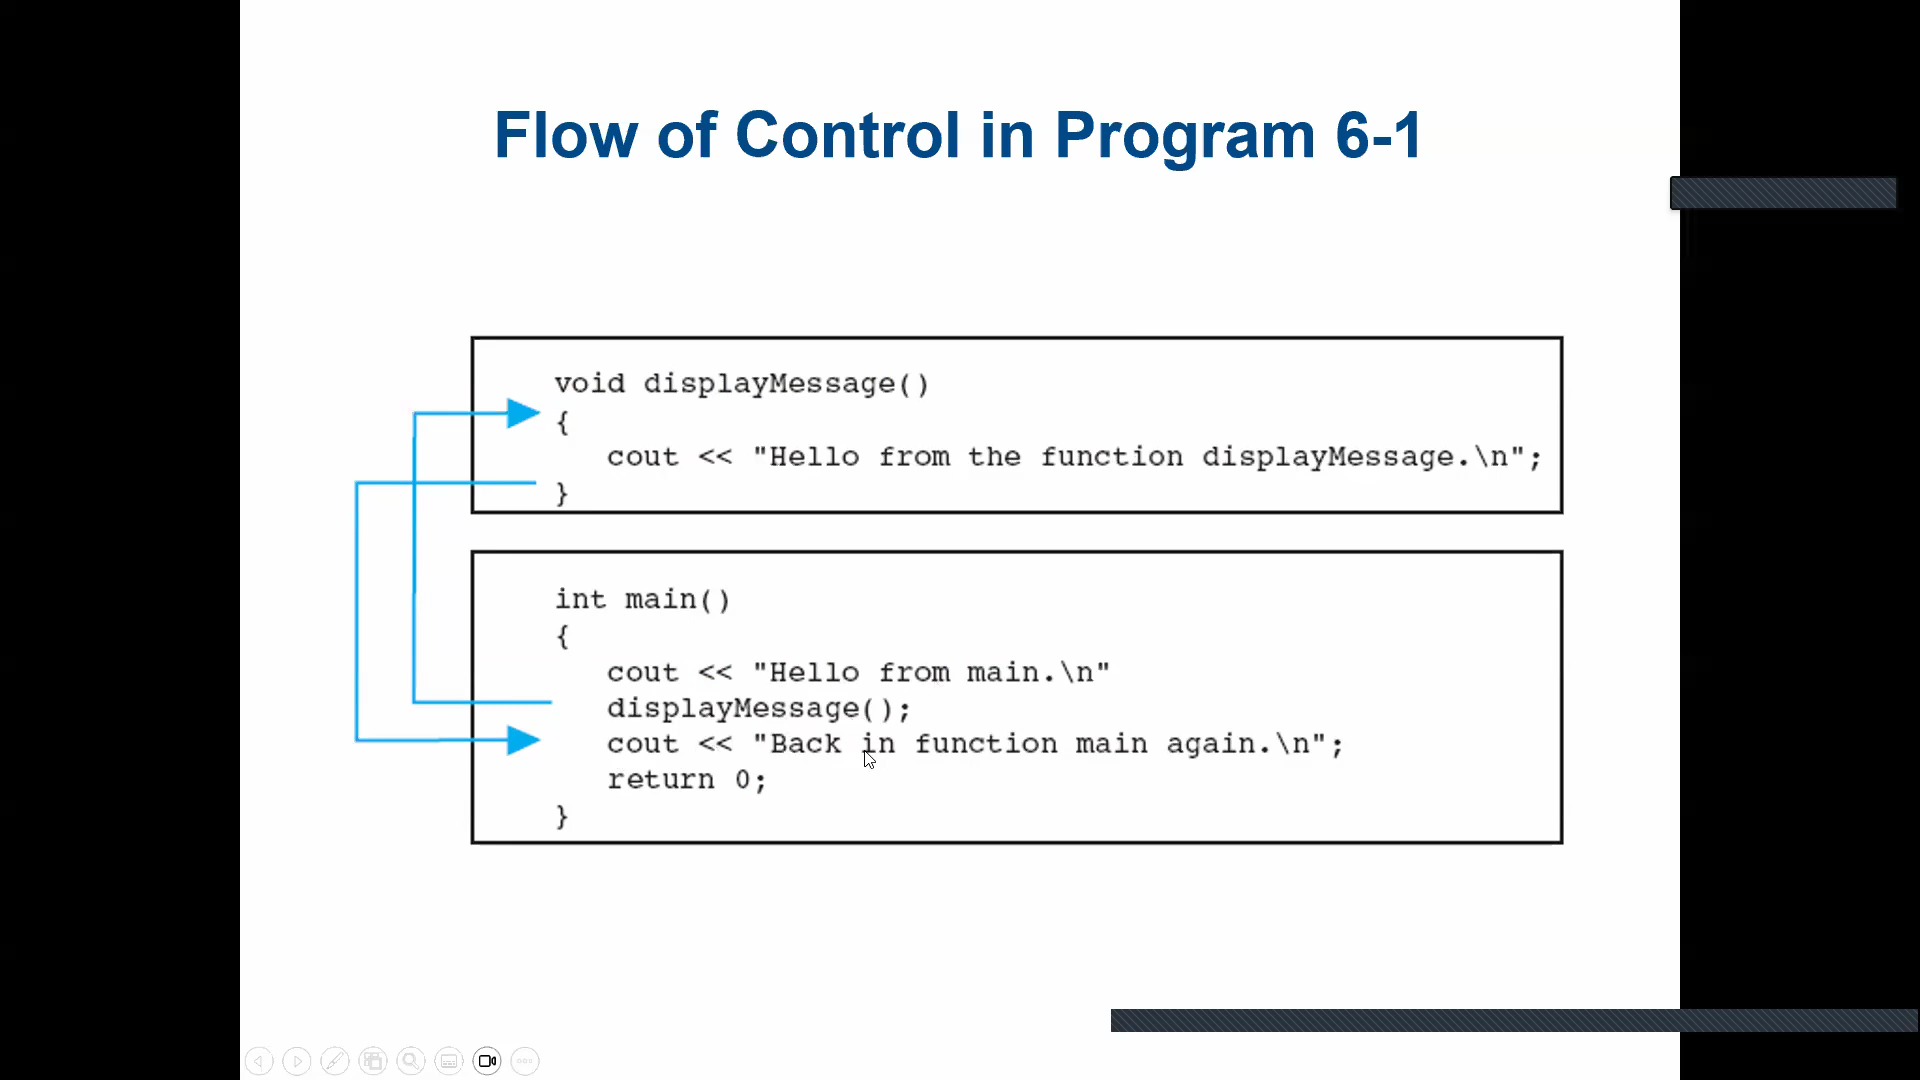 Flow of Control in Program 6-1
void displayMessage()
{
cout << "Hello from the function displayMessage.\n";
}
int main()
{
cout << "Hello from main.\n"
displayMessage();
cout << "Back in function main again.\n";
return 0;
}